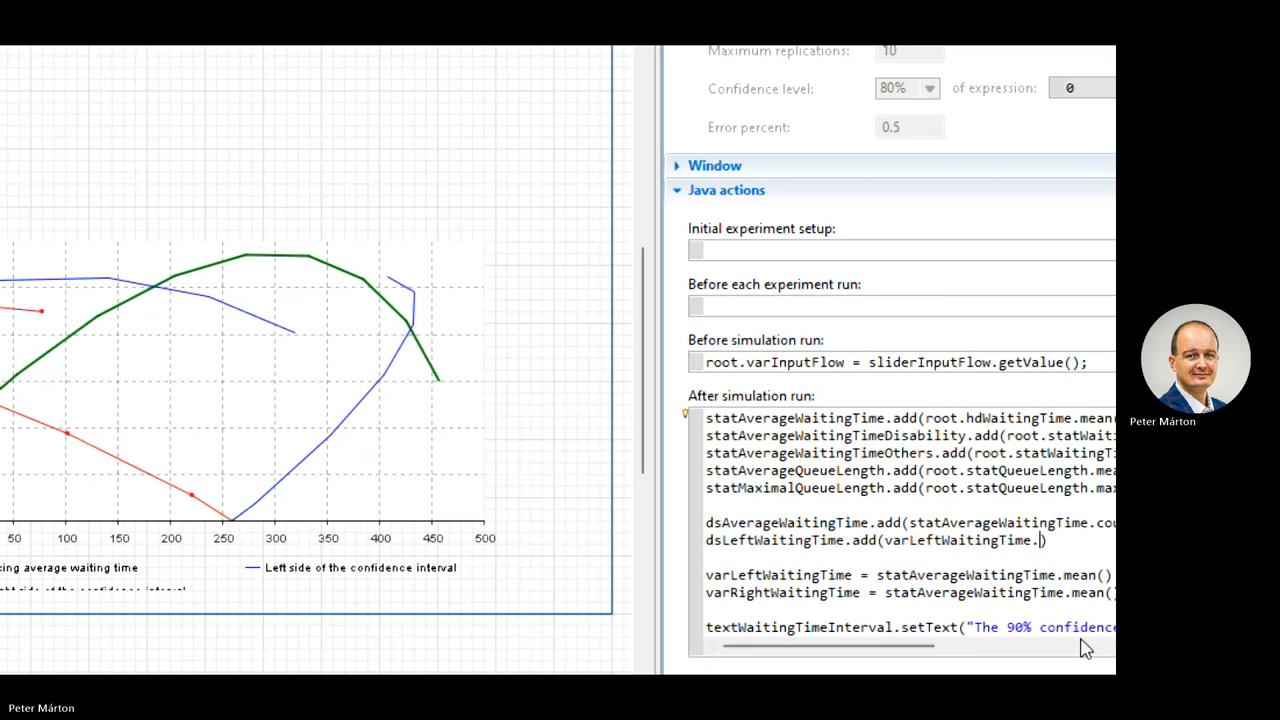 Maximum replications: 10
Confidence level: 80% of expression: 0
Error percent: 0.5
Window
Java actions
Initial experiment setup:
Before each experiment run:
Before simulation run:
root.varInputFlow = sliderInputFlow.getValue();
After simulation run:
statAverageWaitingTime.add(root.hdWaitingTime.mean
statAverageWaitingTimeDisability.add(root.statWaiti
statAverageWaitingTimeOthers.add(root.statWaitingT
statAverageQueueLength.add(root.statQueueLength.mea
statMaximalQueueLength.add(root.statQueueLength.max
dsAverageWaitingTime.add(statAverageWaitingTime.cou
dsLeftWaitingTime.add(varLeftWaitingTime.)
varLeftWaitingTime = statAverageWaitingTime.mean()
varRightWaitingTime = statAverageWaitingTime.mean()
textWaitingTimeInterval.setText("The 90% confidence
50 100 150 200 250 300 350 400 450 500
king average waiting time
Left side of the confidence interval
Peter Márton
Peter Márton